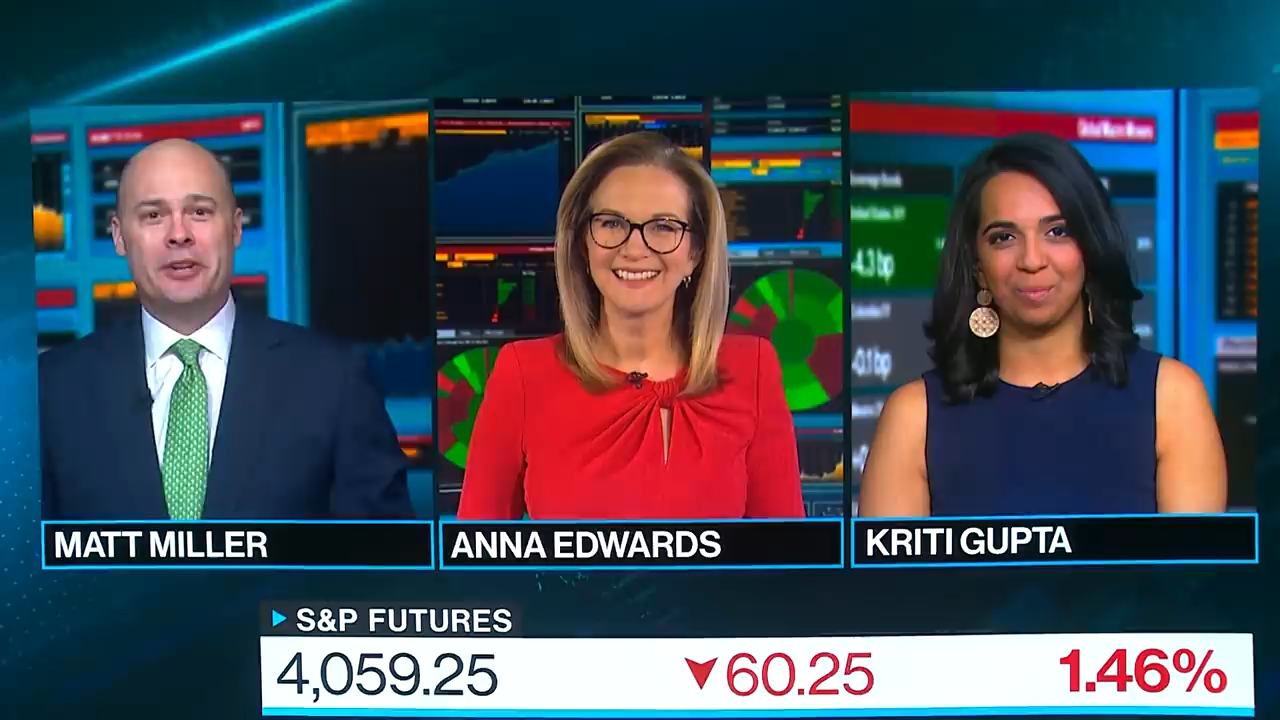 MATT MILLER
ANNA EDWARDS
KRITI GUPTA
S&P FUTURES
4,059.25 60.25 1.46%